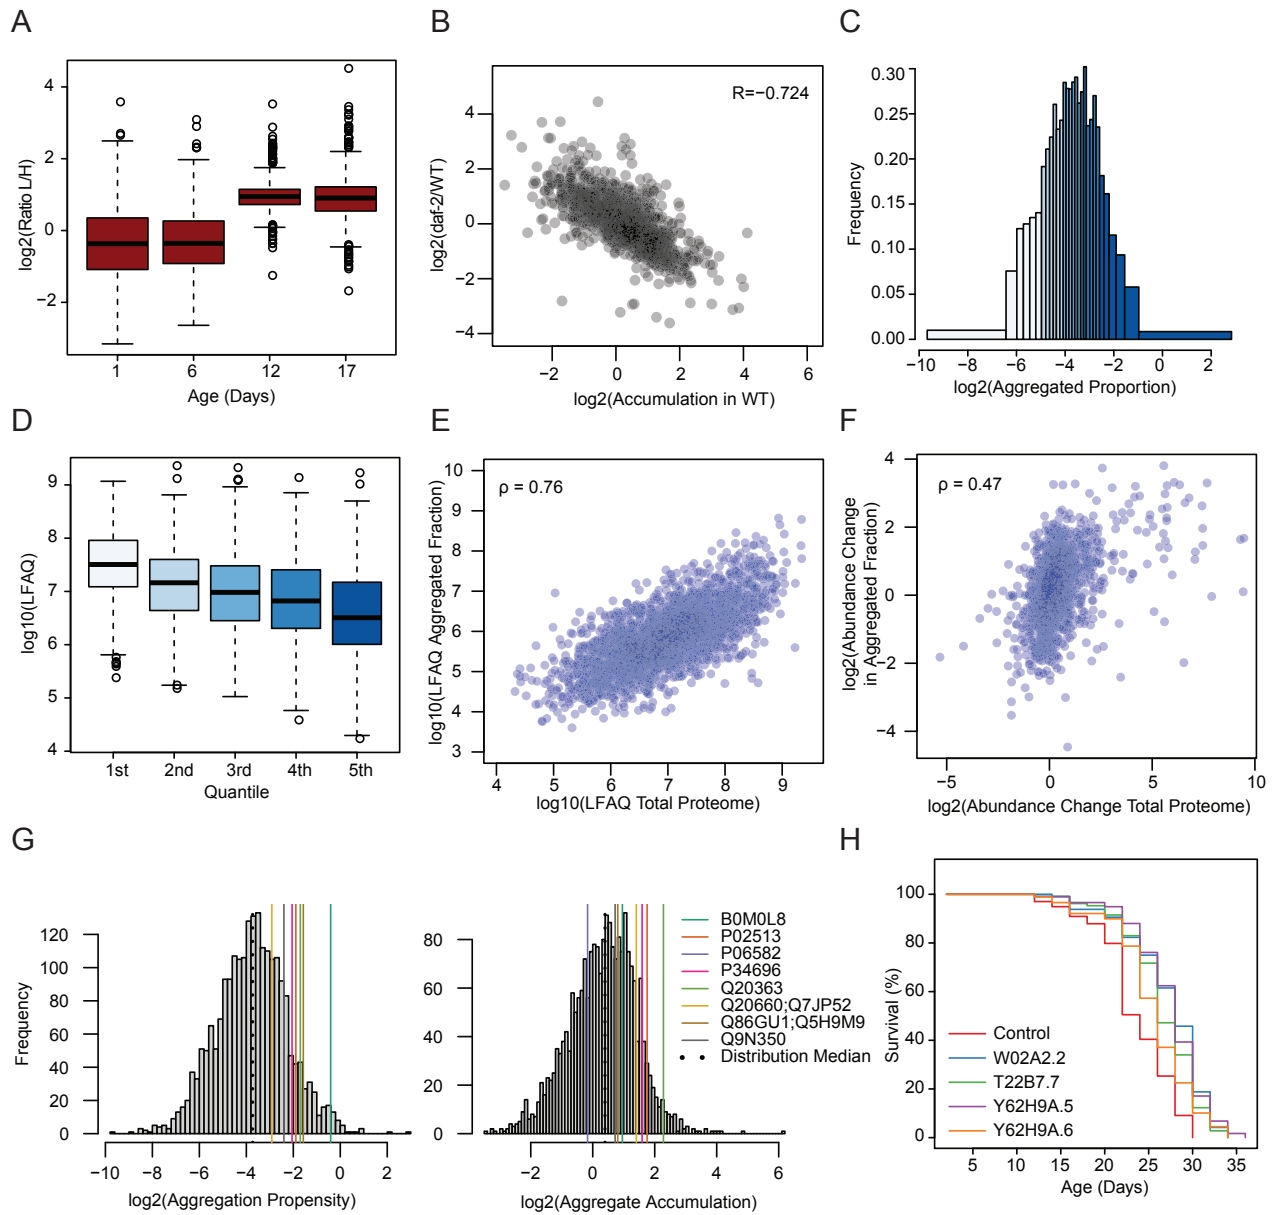 A
log2(Ratio L/H)
4
2
0
−2
1
6
12
17
Age (Days)
B
R=−0.724
log2(daf-2/WT)
4
2
0
−2
−4
−2
0
2
4
6
log2(Accumulation in WT)
C
Frequency
0.30
0.25
0.20
0.15
0.10
0.05
0.00
−10
−8
−6
−4
−2
0
2
log2(Aggregated Proportion)
D
log10(LFAQ)
9
8
7
6
5
4
1st
2nd
3rd
4th
5th
Quantile
E
ρ = 0.76
log10(LFAQ Aggregated Fraction)
10
9
8
7
6
5
4
3
4
5
6
7
8
9
log10(LFAQ Total Proteome)
F
ρ = 0.47
log2(Abundance Change
in Aggregated Fraction)
4
2
0
−2
−4
−5
0
5
10
log2(Abundance Change Total Proteome)
G
Frequency
120
100
80
60
40
20
0
−10
−8
−6
−4
−2
0
2
log2(Aggregation Propensity)
80
60
40
20
0
−2
0
2
4
6
log2(Aggregate Accumulation)
B0M0L8
P02513
P06582
P34696
Q20363
Q20660;Q7JP52
Q86GU1;Q5H9M9
Q9N350
Distribution Median
H
Survival (%)
100
80
60
40
20
0
Control
W02A2.2
T22B7.7
Y62H9A.5
Y62H9A.6
5
10
15
20
25
30
35
Age (Days)